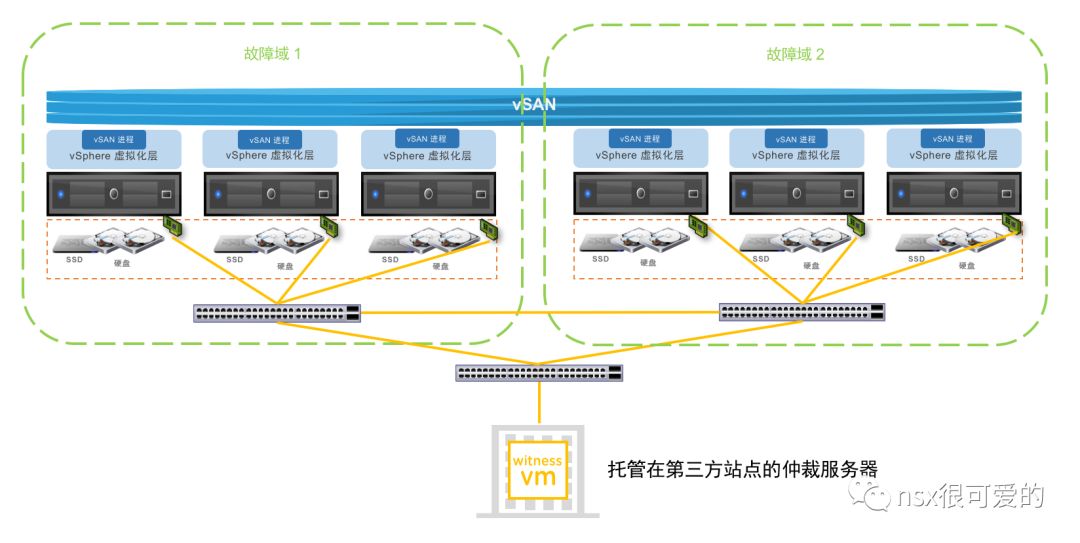 故障域 1
故障域 2
vSAN
vSAN 进程
vSphere 虚拟化层
vSAN 进程
vSphere 虚拟化层
vSAN 进程
vSphere 虚拟化层
vSAN 进程
vSphere 虚拟化层
vSAN 进程
vSphere 虚拟化层
vSAN 进程
vSphere 虚拟化层
SSD
硬盘
SSD
硬盘
SSD
硬盘
SSD
硬盘
SSD
硬盘
SSD
硬盘
witness
vm
托管在第三方站点的仲裁服务器
nsx很可爱的